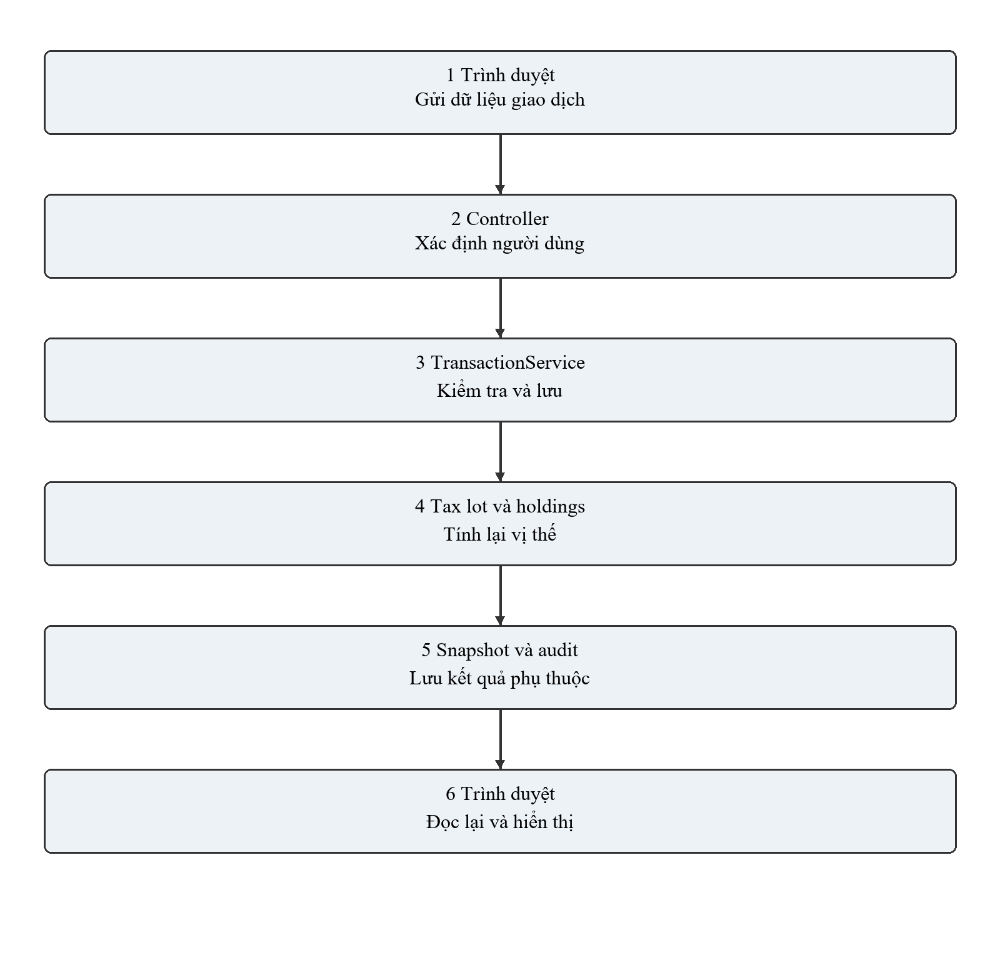 1 Trình duyệt
Gửi dữ liệu giao dịch
2 Controller
Xác định người dùng
3 TransactionService
Kiểm tra và lưu
4 Tax lot và holdings
Tính lại vị thế
5 Snapshot và audit
Lưu kết quả phụ thuộc
6 Trình duyệt
Đọc lại và hiển thị